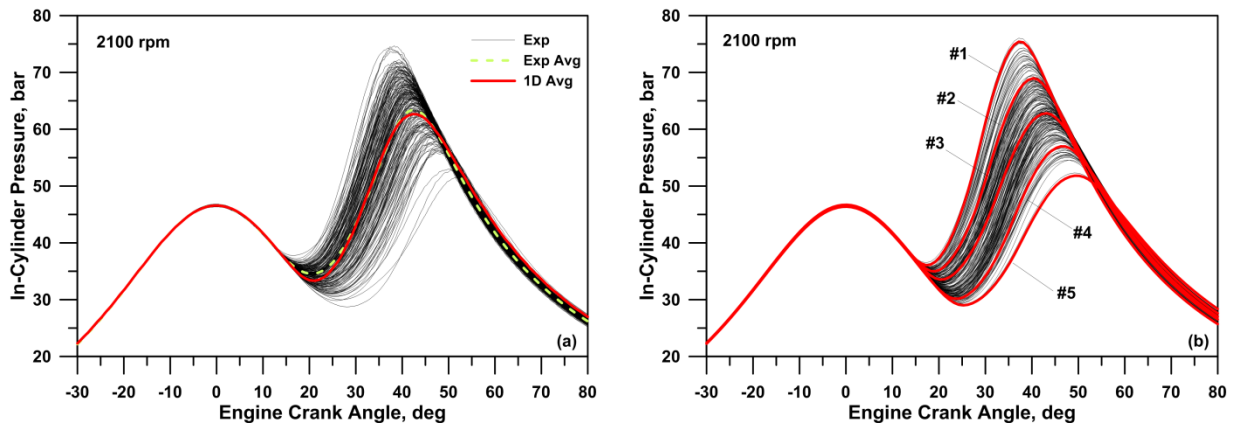 80
70
60
50
40
30
20
In-Cylinder Pressure, bar
2100 rpm
Exp
Exp Avg
1D Avg
(a)
-30 -20 -10 0 10 20 30 40 50 60 70 80
Engine Crank Angle, deg
80
70
60
50
40
30
20
In-Cylinder Pressure, bar
2100 rpm
#1
#2
#3
#4
#5
(b)
-30 -20 -10 0 10 20 30 40 50 60 70 80
Engine Crank Angle, deg